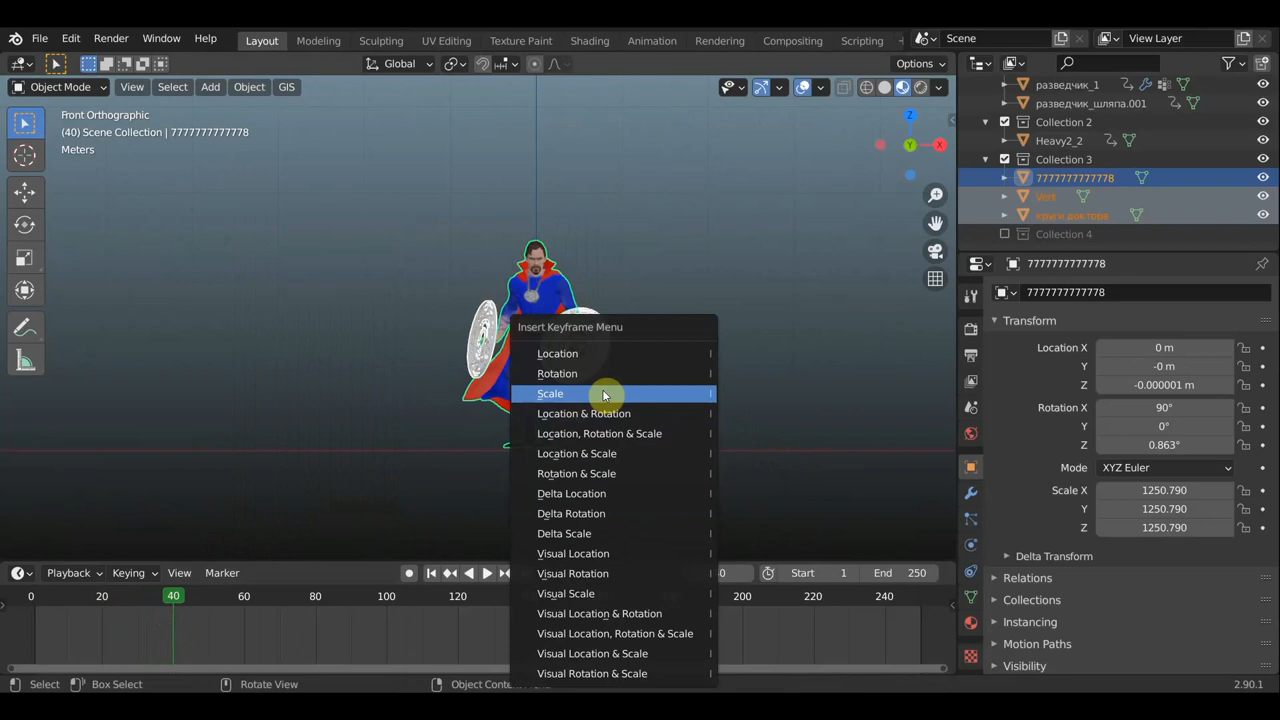 File Edit Render Window Help Layout Modeling Sculpting UV Editing Texture Paint Shading Animation Rendering Compositing Scripting Scene View Layer
Global Options
Object Mode View Select Add Object GIS
Front Orthographic
(40) Scene Collection | 7777777777778
Meters
Z
Y
X
разведчик_1
разведчик_шляпа.001
Collection 2
Heavy2_2
Collection 3
7777777777778
Vert
круги доктора
Collection 4
7777777777778
7777777777778
Transform
Location X 0 m
Y -0 m
Z -0.000001 m
Rotation X 90°
Y 0°
Z 0.863°
Mode XYZ Euler
Scale X 1250.790
Y 1250.790
Z 1250.790
Delta Transform
Relations
Collections
Instancing
Motion Paths
Visibility
Insert Keyframe Menu
Location I
Rotation I
Scale I
Location & Rotation I
Location, Rotation & Scale I
Location & Scale I
Rotation & Scale I
Delta Location I
Delta Rotation I
Delta Scale I
Visual Location I
Visual Rotation I
Visual Scale I
Visual Location & Rotation I
Visual Location, Rotation & Scale I
Visual Location & Scale I
Visual Rotation & Scale I
Playback Keying View Marker Start 1 End 250
0 20 40 60 80 100 120 200 220 240
Select Box Select Rotate View Object Conte 2.90.1